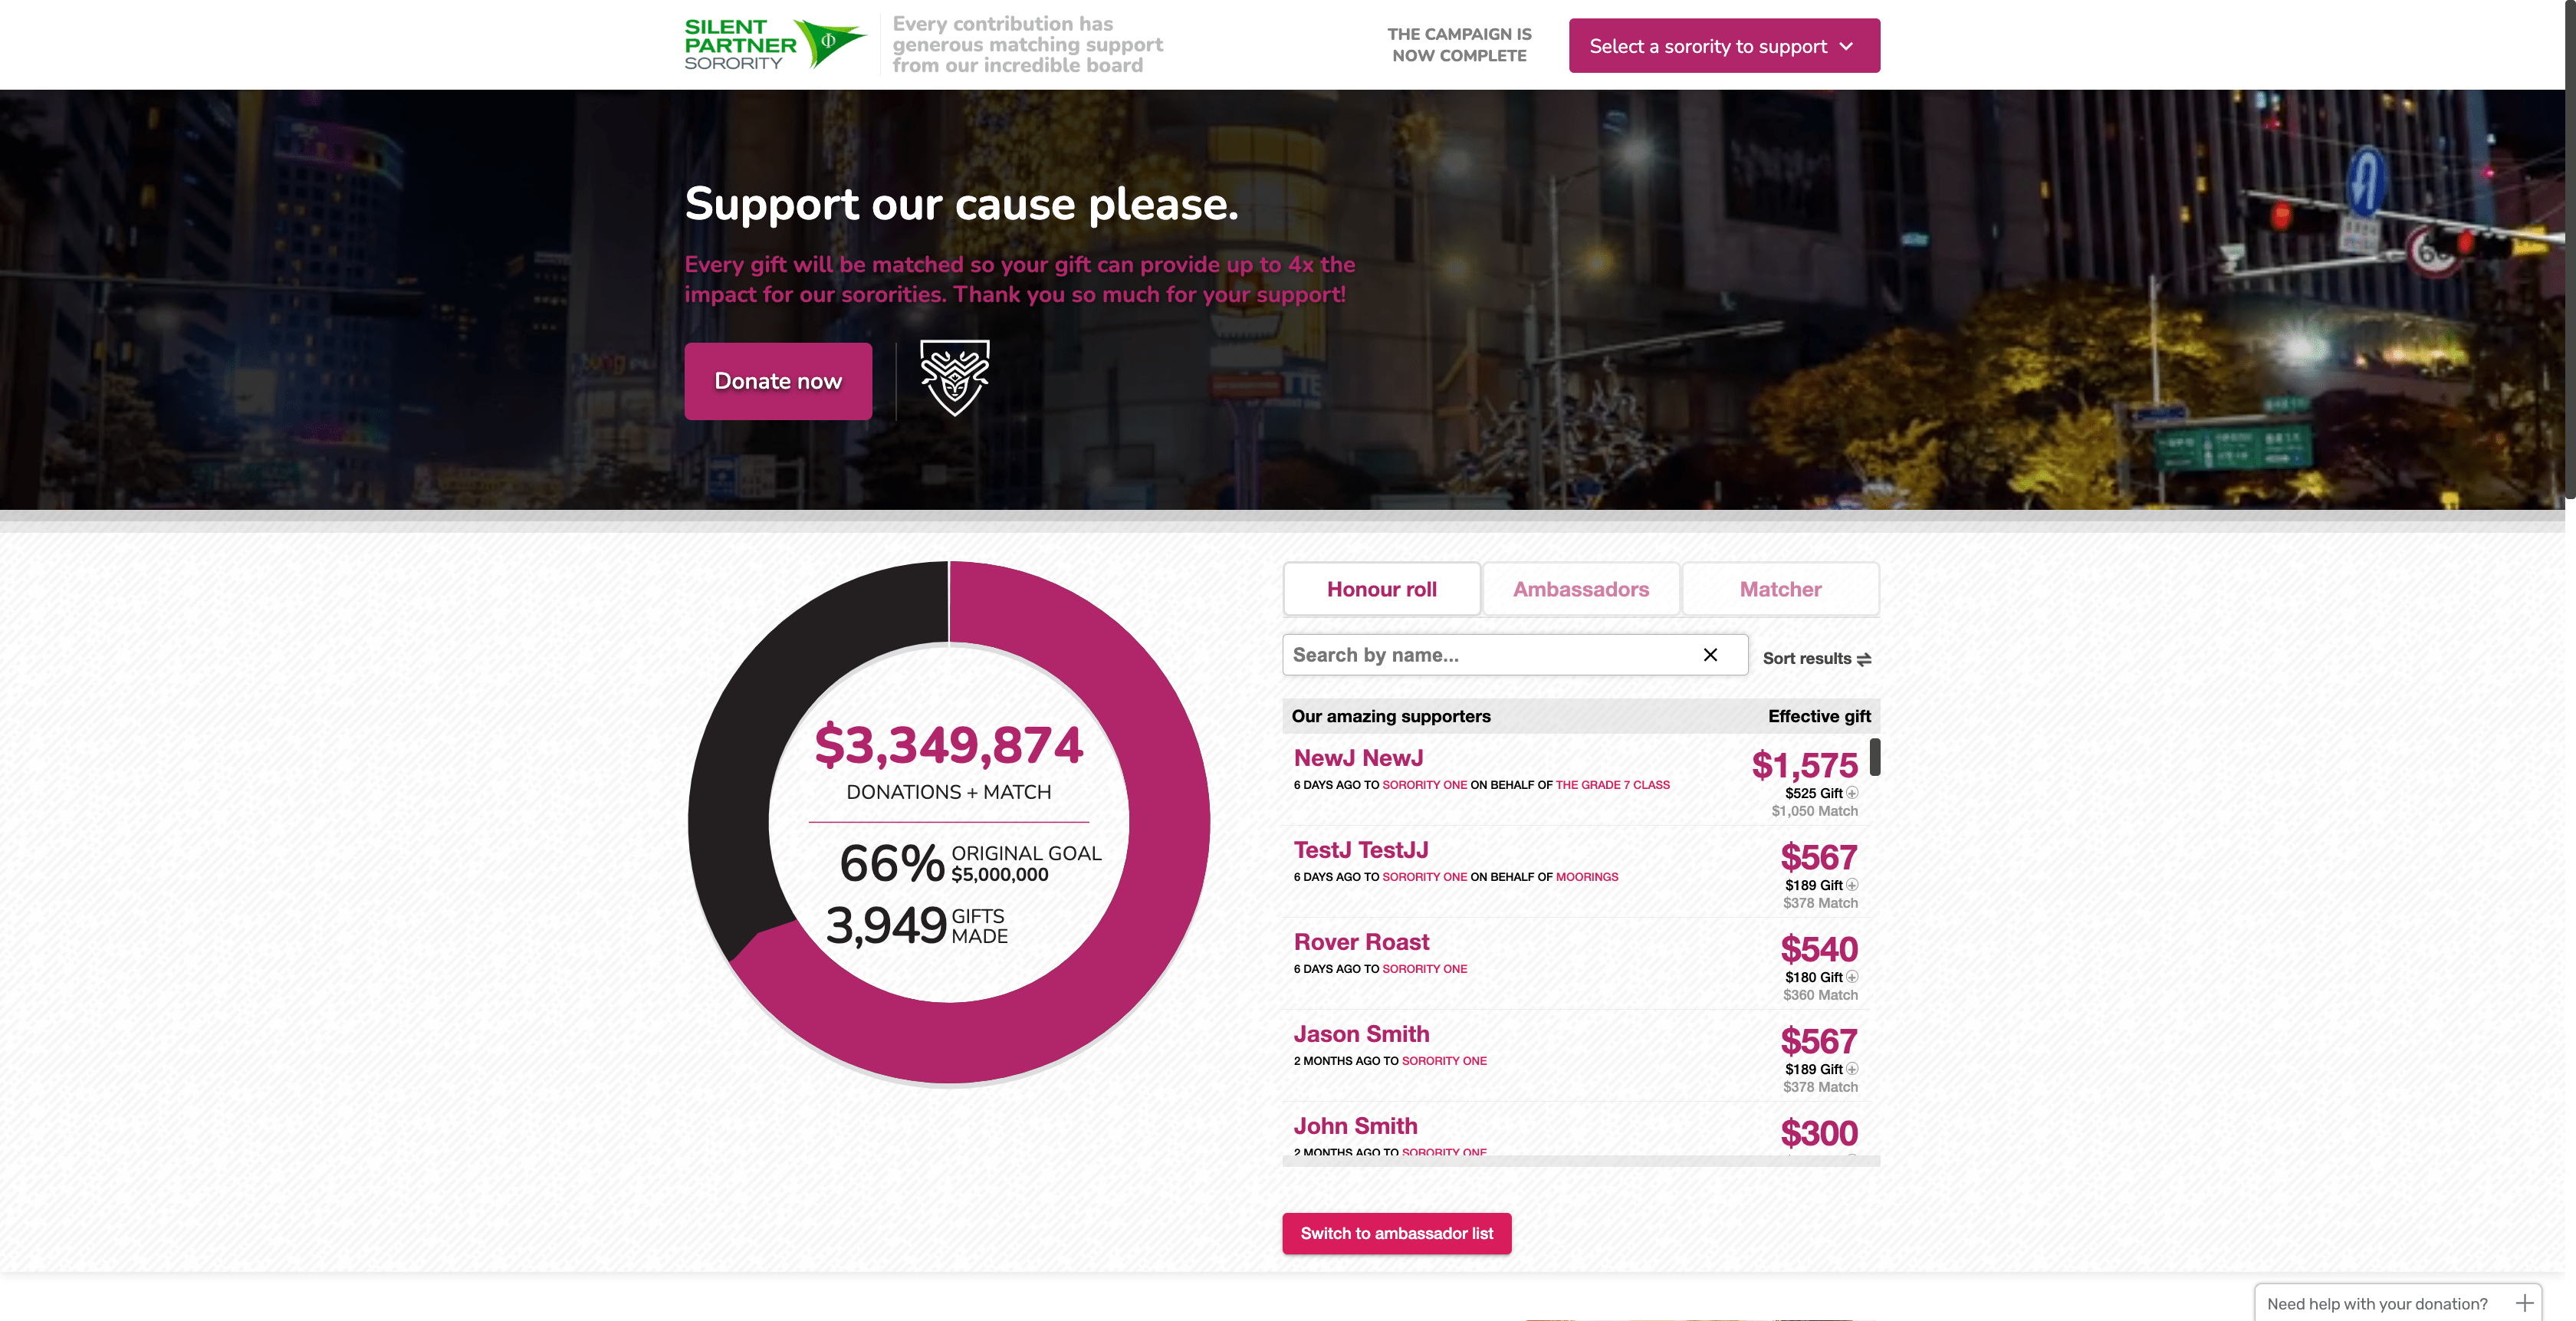 SILENT
PARTNER
SORORITY
Φ
Every contribution has
generous matching support
from our incredible board
THE CAMPAIGN IS
NOW COMPLETE
Select a sorority to support
Support our cause please.
Every gift will be matched so your gift can provide up to 4x the
impact for our sororities. Thank you so much for your support!
Donate now
$3,349,874
DONATIONS + MATCH
66% ORIGINAL GOAL
$5,000,000
3,949 GIFTS
MADE
Honour roll
Ambassadors
Matcher
Search by name...
Sort results
Our amazing supporters
Effective gift
NewJ NewJ
$1,575
6 DAYS AGO TO SORORITY ONE ON BEHALF OF THE GRADE 7 CLASS
$525 Gift
$1,050 Match
TestJ TestJJ
$567
6 DAYS AGO TO SORORITY ONE ON BEHALF OF MOORINGS
$189 Gift
$378 Match
Rover Roast
$540
6 DAYS AGO TO SORORITY ONE
$180 Gift
$360 Match
Jason Smith
$567
2 MONTHS AGO TO SORORITY ONE
$189 Gift
$378 Match
John Smith
$300
2 MONTHS AGO TO SORORITY ONE
Switch to ambassador list
Need help with your donation?